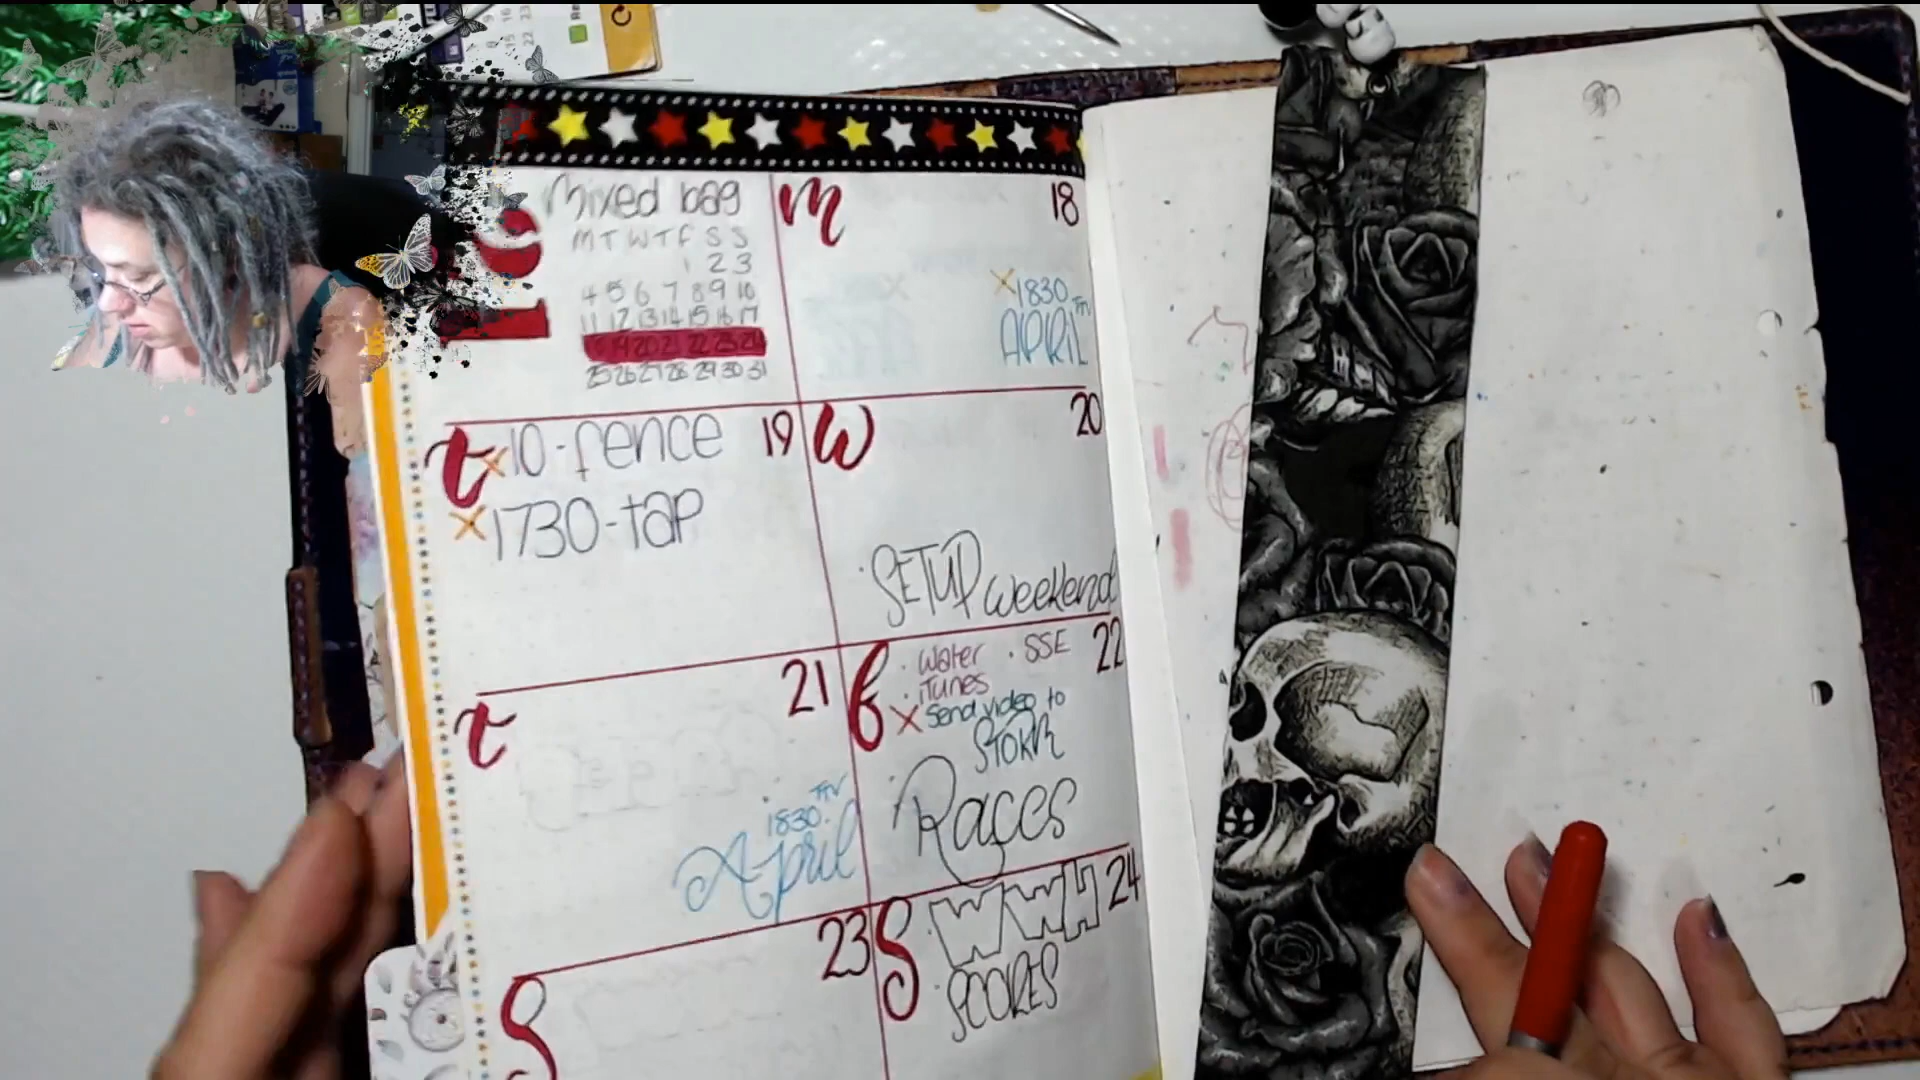 Mixed bag
M T W T F S S
1 2 3
4 5 6 7 8 9 10
11 12 13 14 15 16 17
19 20 21 22 23 24
25 26 27 28 29 30 31
m 18
×1830 TTV
APRIL
t 19
×10-fence
×1730-tap
w 20
·SETUP weekend
t 21
·1830· TTV
April
f 22
· water · SSE
· iTunes
× Send video to
STORM
Races
S 23
S 24
WWH
·SCORES